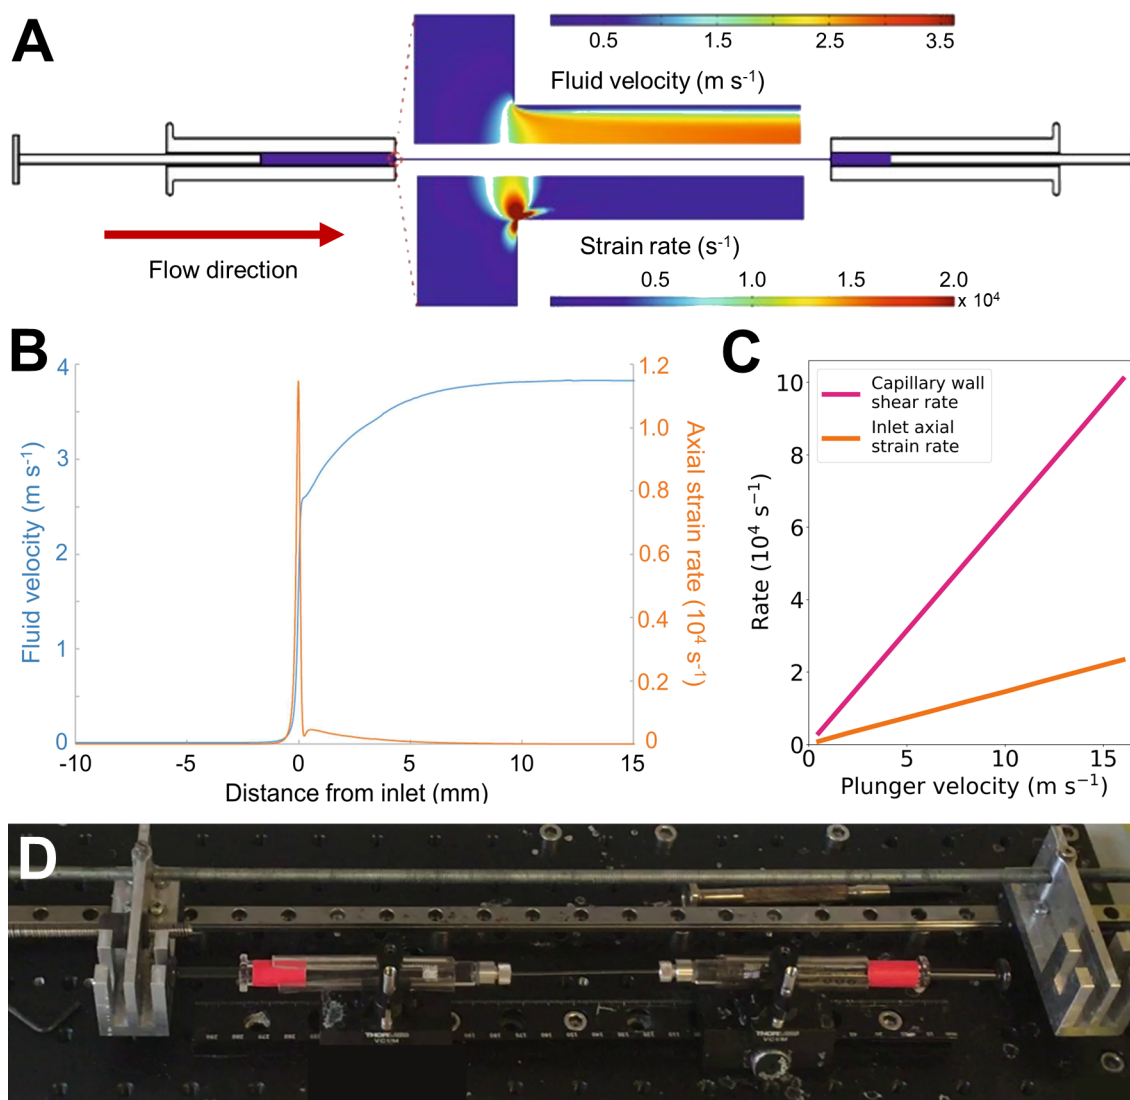 A
0.5 1.5 2.5 3.5
Fluid velocity (m s-1)
Flow direction
Strain rate (s-1)
0.5 1.0 1.5 2.0
x 10⁴
B
4
3
2
1
0
Fluid velocity (m s-1)
1.2
1.0
0.8
0.6
0.4
0.2
0
Axial strain rate (10⁴ s-1)
-10 -5 0 5 10 15
Distance from inlet (mm)
C
Capillary wall
shear rate
Inlet axial
strain rate
10
8
6
4
2
0
Rate (10⁴ s⁻¹)
5 10 15
Plunger velocity (m s⁻¹)
D
THORLABS
VC3/M